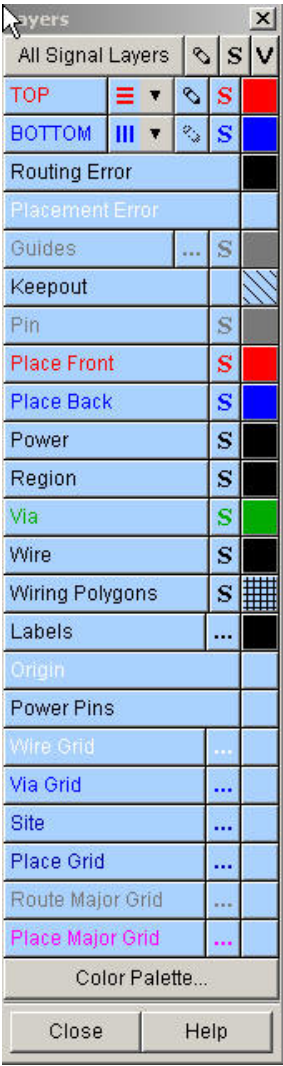 Layers
All Signal Layers S V
TOP S
BOTTOM S
Routing Error
Placement Error
Guides ... S
Keepout
Pin S
Place Front S
Place Back S
Power S
Region S
Via S
Wire S
Wiring Polygons S
Labels ...
Origin
Power Pins
Wire Grid ...
Via Grid ...
Site ...
Place Grid ...
Route Major Grid ...
Place Major Grid ...
Color Palette...
Close Help